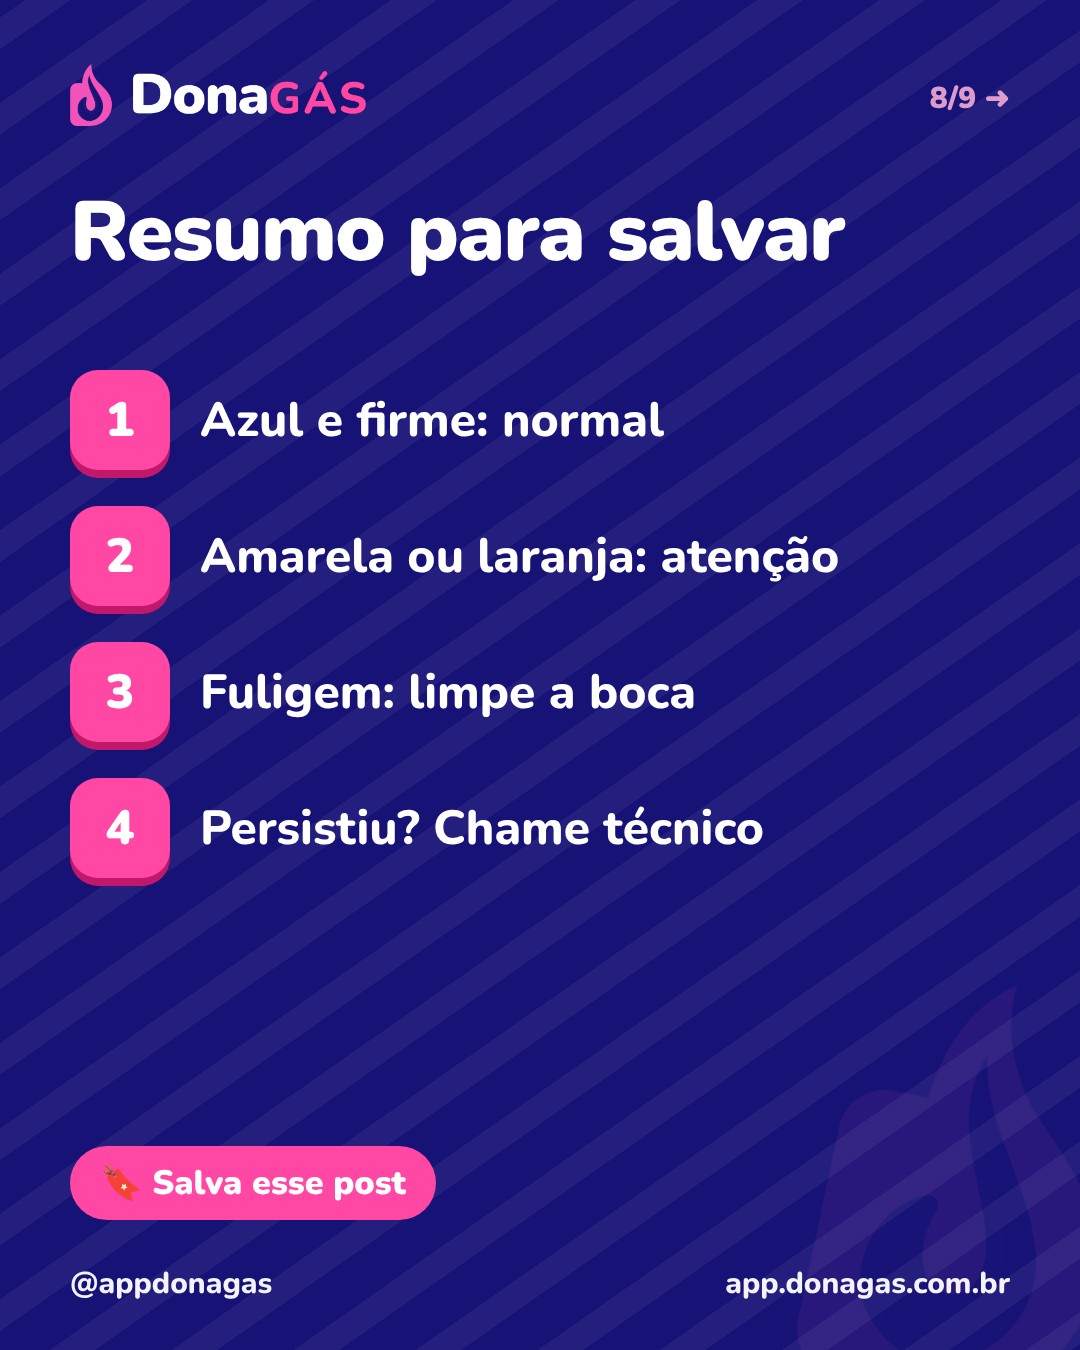 DonaGÁS
8/9 →
Resumo para salvar
1 Azul e firme: normal
2 Amarela ou laranja: atenção
3 Fuligem: limpe a boca
4 Persistiu? Chame técnico
🔖 Salva esse post
@appdonagas
app.donagas.com.br